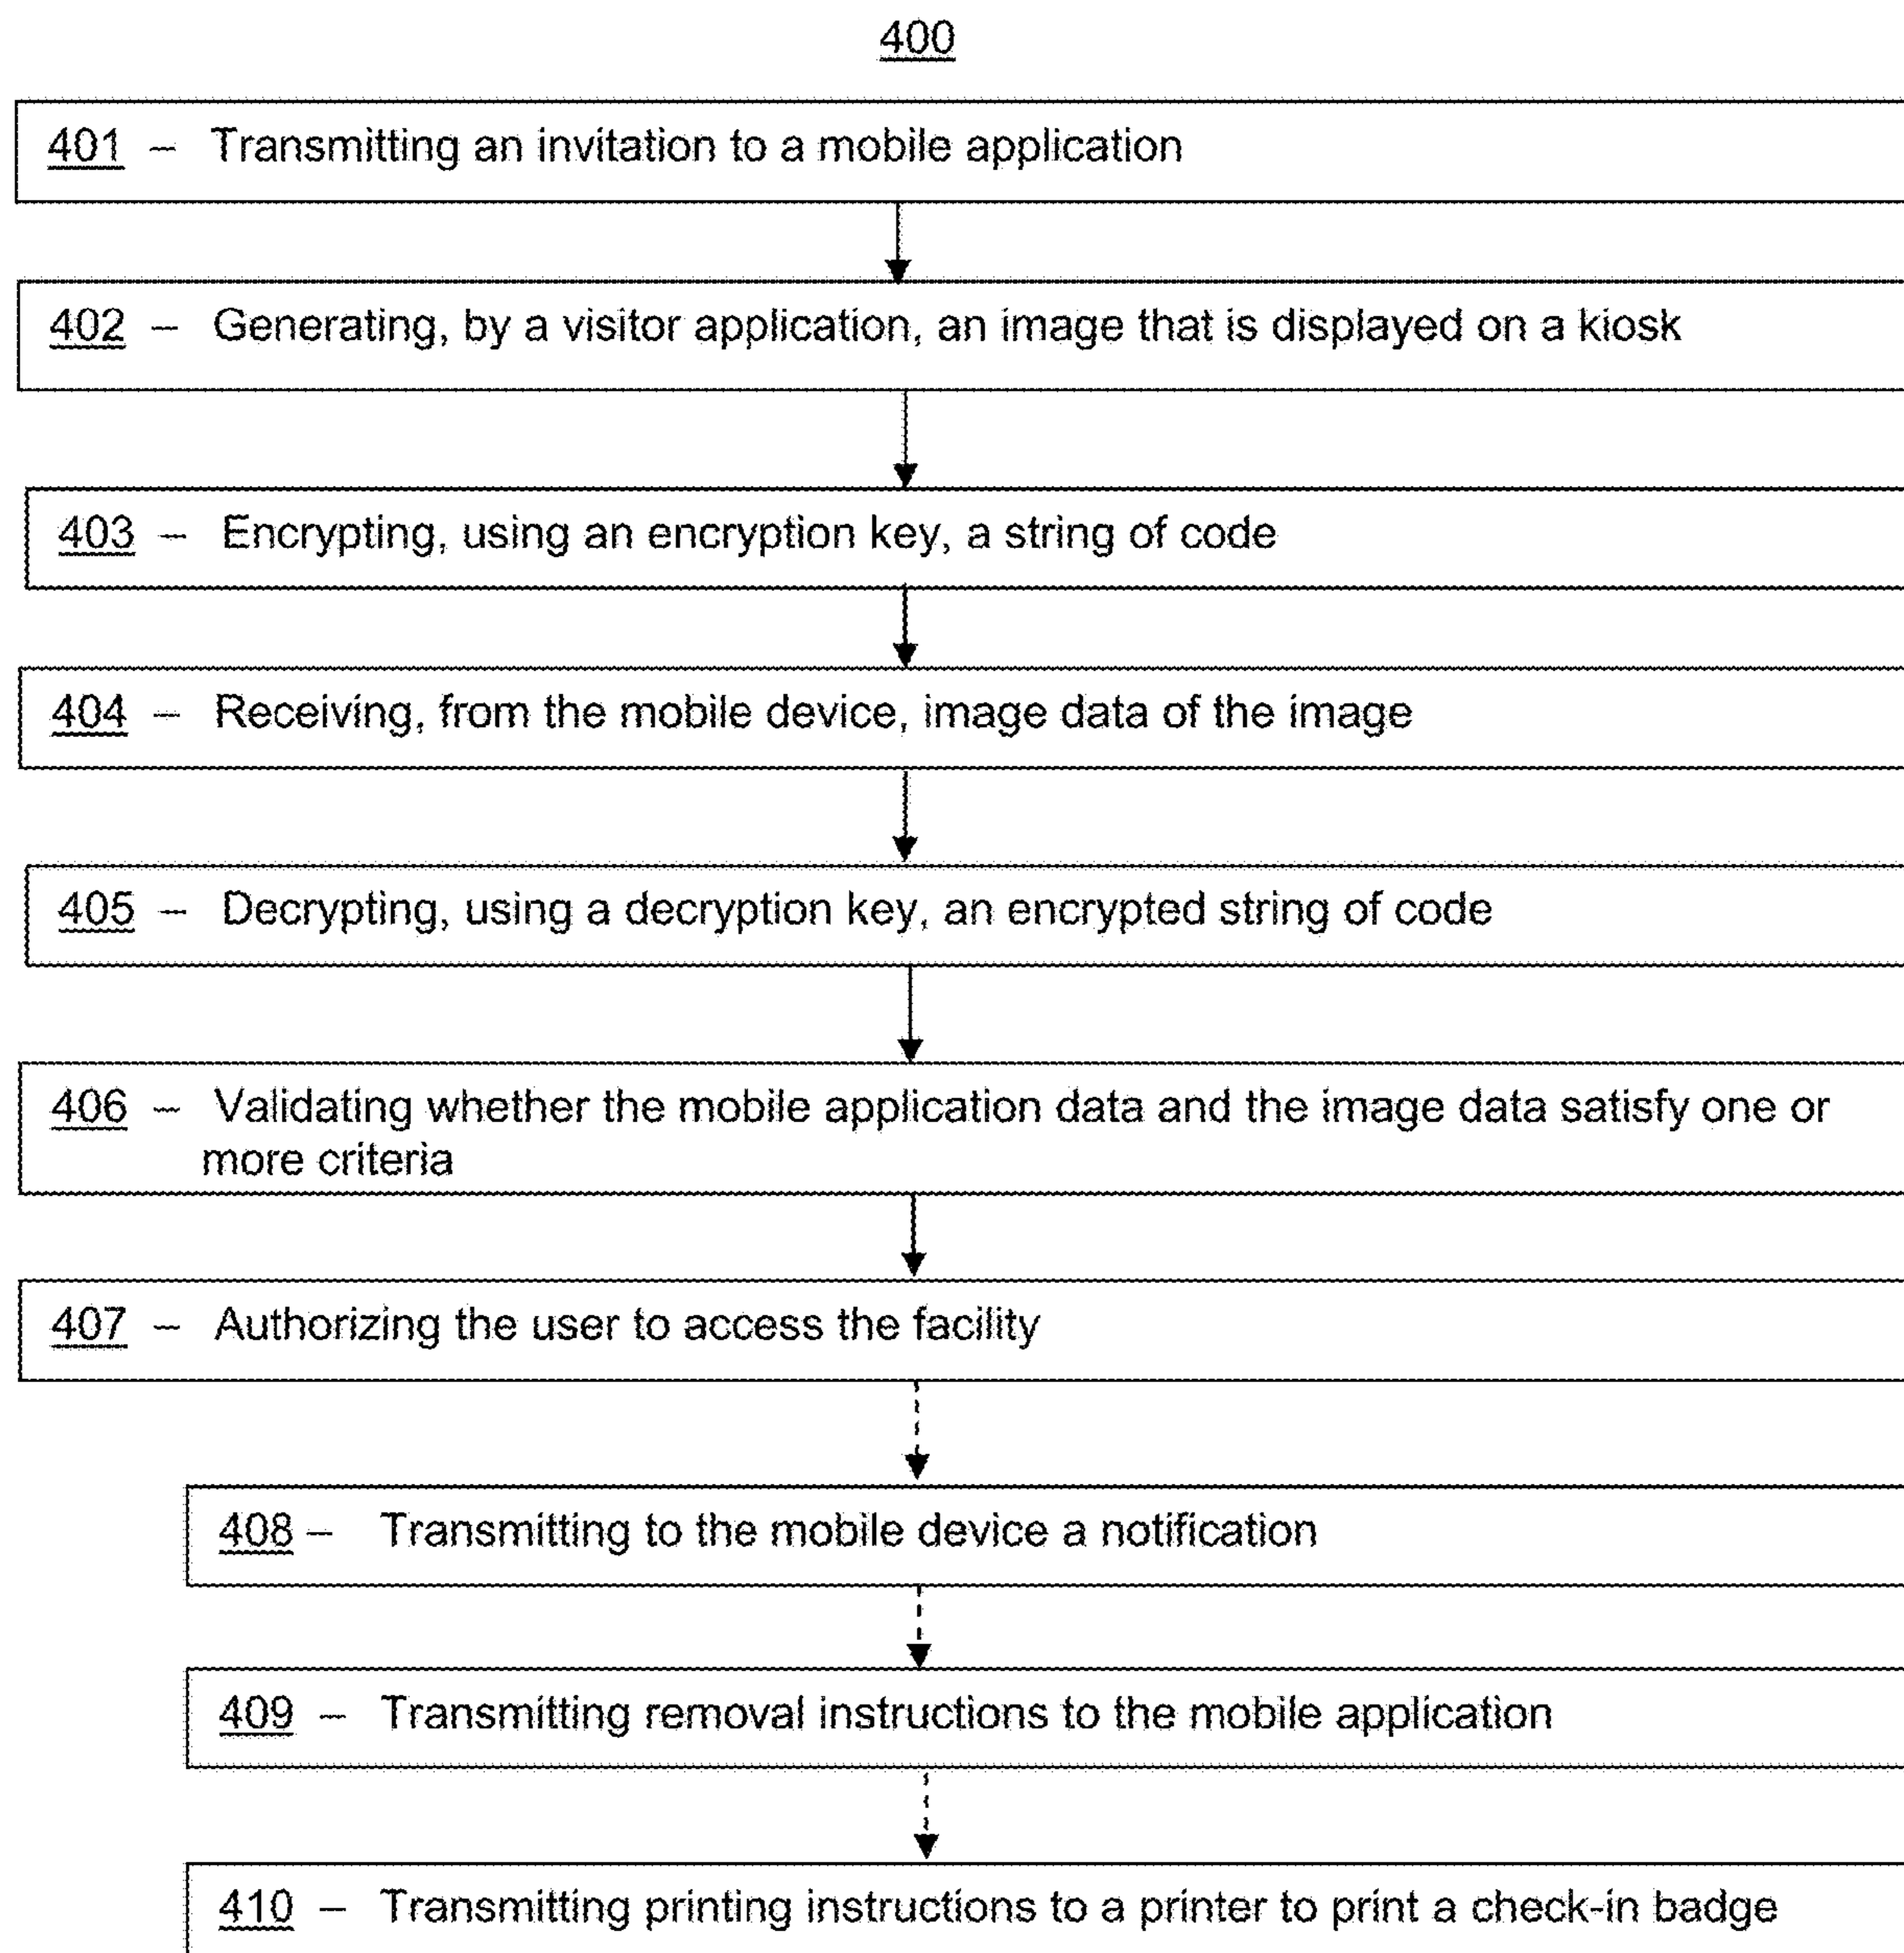 400
401 – Transmitting an invitation to a mobile application
402 – Generating, by a visitor application, an image that is displayed on a kiosk
403 – Encrypting, using an encryption key, a string of code
404 – Receiving, from the mobile device, image data of the image
405 – Decrypting, using a decryption key, an encrypted string of code
406 – Validating whether the mobile application data and the image data satisfy one or
more criteria
407 – Authorizing the user to access the facility
408 – Transmitting to the mobile device a notification
409 – Transmitting removal instructions to the mobile application
410 – Transmitting printing instructions to a printer to print a check-in badge